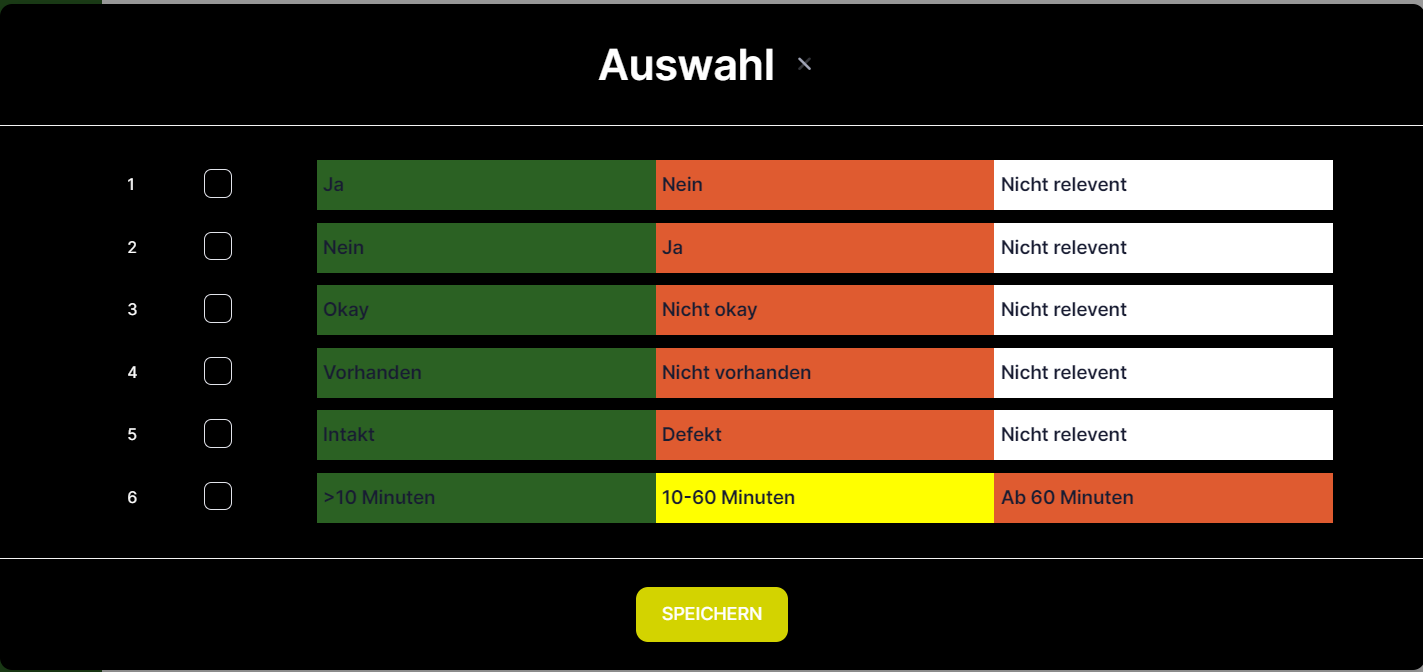 Auswahl
1 Ja Nein Nicht relevent
2 Nein Ja Nicht relevent
3 Okay Nicht okay Nicht relevent
4 Vorhanden Nicht vorhanden Nicht relevent
5 Intakt Defekt Nicht relevent
6 >10 Minuten 10-60 Minuten Ab 60 Minuten
SPEICHERN